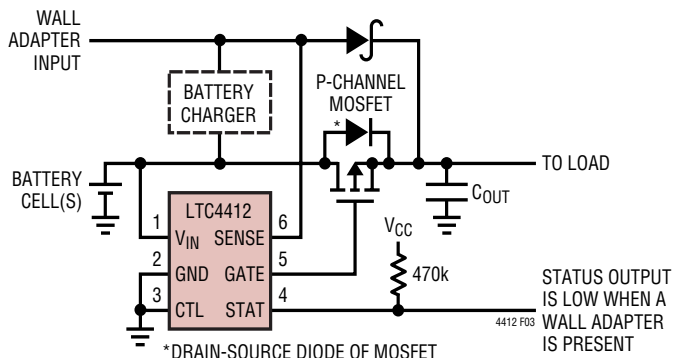 WALL
ADAPTER
INPUT
BATTERY
CHARGER
P-CHANNEL
MOSFET
*
TO LOAD
BATTERY
CELL(S)
COUT
LTC4412
1
VIN
SENSE
6
2
GND
GATE
5
3
CTL
STAT
4
VCC
470k
STATUS OUTPUT
IS LOW WHEN A
WALL ADAPTER
IS PRESENT
4412 F03
*DRAIN-SOURCE DIODE OF MOSFET